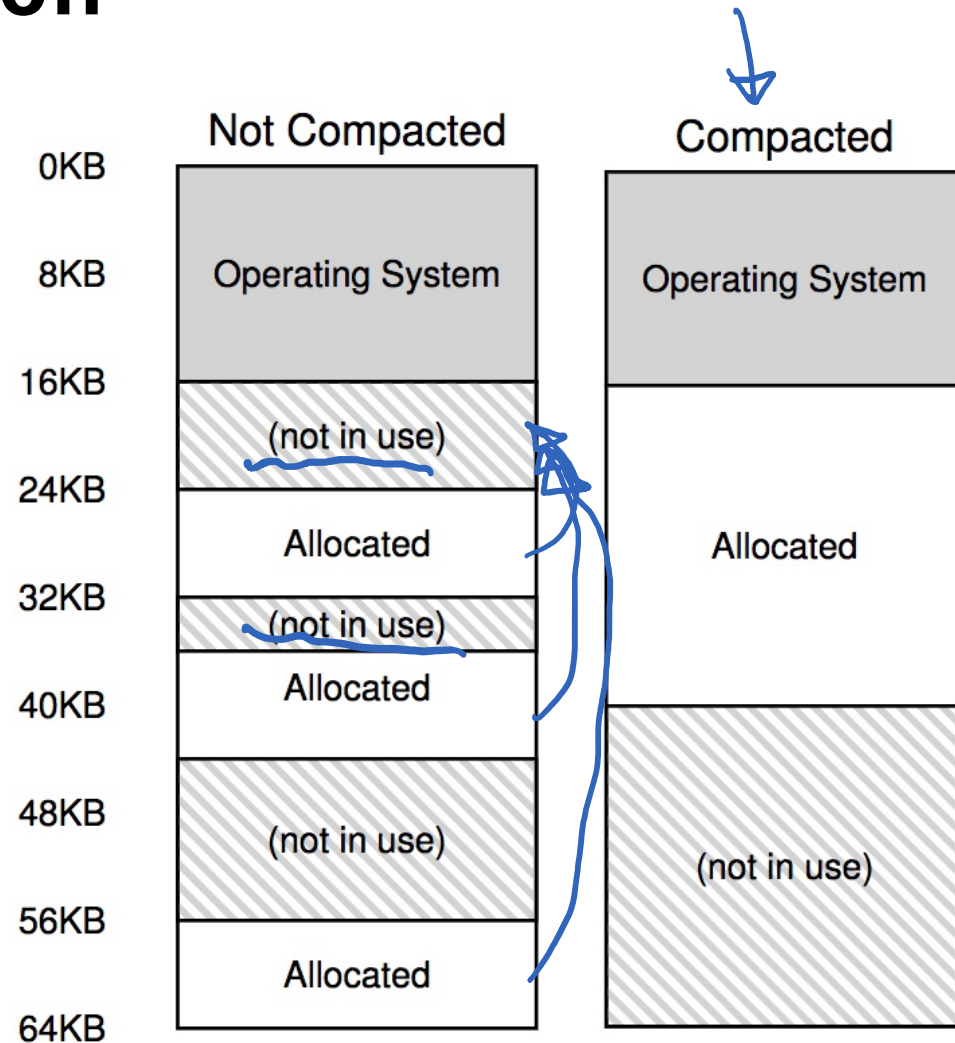 Not Compacted
Compacted
0KB
8KB
16KB
24KB
32KB
40KB
48KB
56KB
64KB
Operating System
(not in use)
Allocated
(not in use)
Allocated
(not in use)
Allocated
Operating System
Allocated
(not in use)